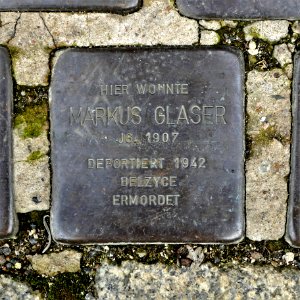 HIER WOHNTE
MARKUS GLASER
JG. 1907
DEPORTIERT 1942
BELZYCE
ERMORDET